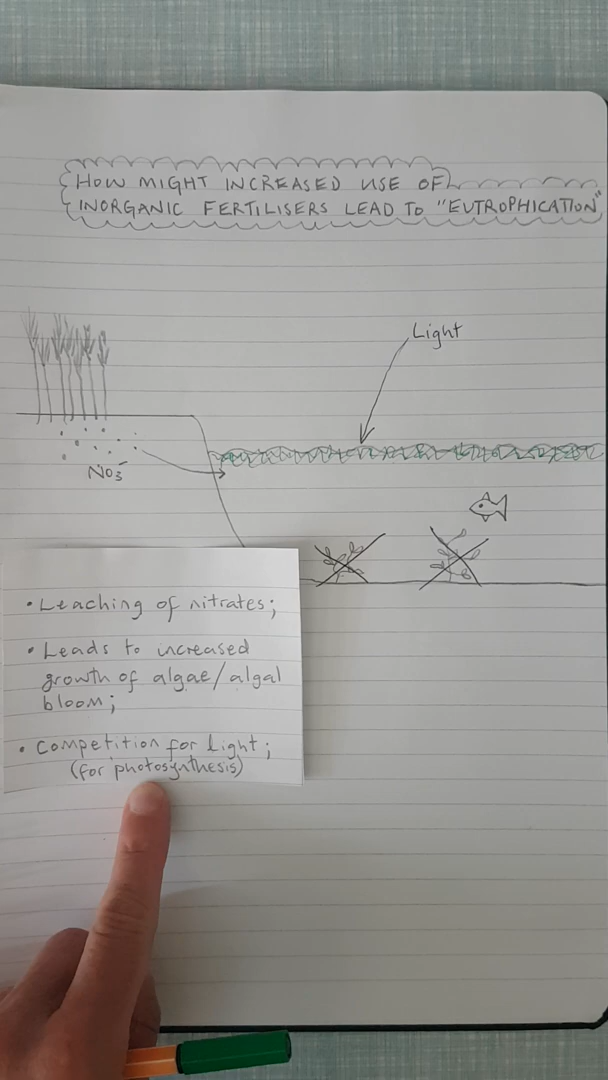 HOW MIGHT INCREASED USE OF
INORGANIC FERTILISERS LEAD TO "EUTROPHICATION"
Light
NO3-
• Leaching of nitrates;
• Leads to increased
growth of algae/algal
bloom;
• Competition for light;
(for photosynthesis)